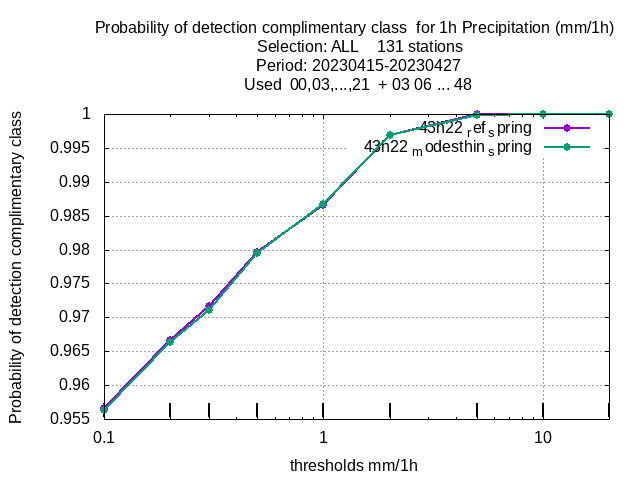 Probability of detection complimentary class  for 1h Precipitation (mm/1h)
Selection: ALL    131 stations
Period: 20230415-20230427
Used  00,03,...,21  + 03 06 ... 48
Probability of detection complimentary class
1
0.995
0.99
0.985
0.98
0.975
0.97
0.965
0.96
0.955
43h22 ref spring
43h22 modesthin spring
0.1
1
10
thresholds mm/1h